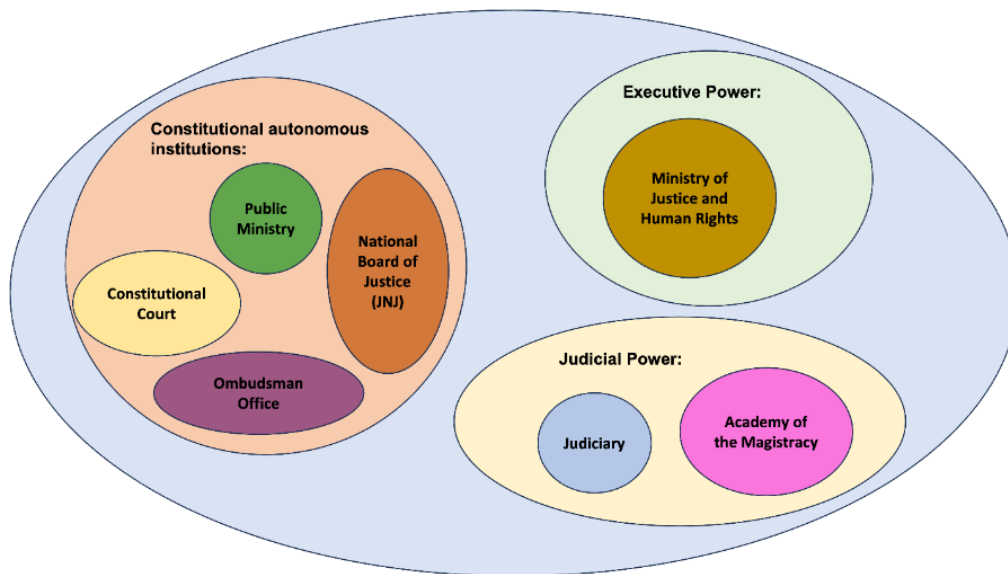 Constitutional autonomous
institutions:
Public
Ministry
National
Board of
Justice
(JNJ)
Constitutional
Court
Ombudsman
Office
Executive Power:
Ministry of
Justice and
Human Rights
Judicial Power:
Judiciary
Academy of
the Magistracy